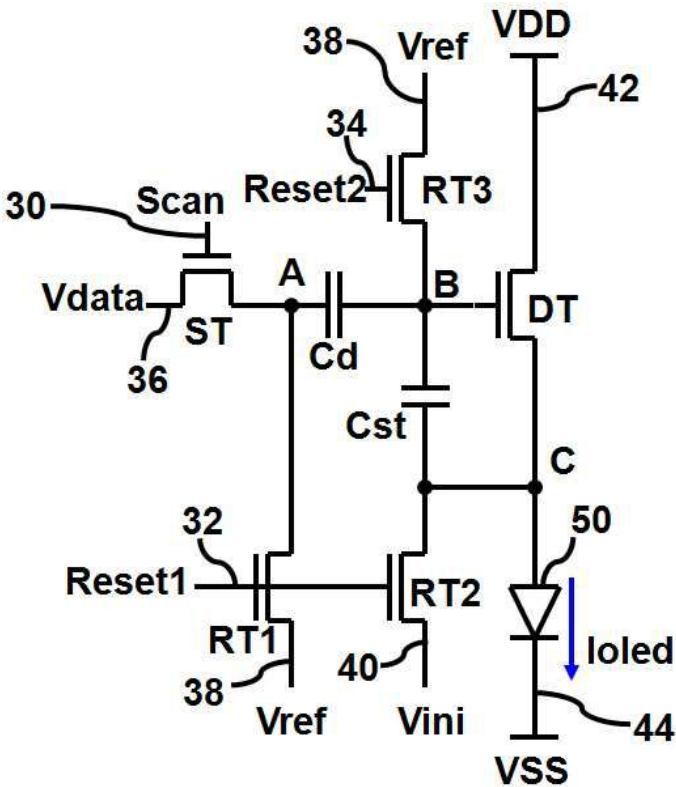 38 Vref VDD
34 42
Reset2 RT3
30 Scan
A B
Vdata ST DT
36 Cd
Cst
C
32 50
Reset1 RT2
RT1 Ioled
38 40
Vref Vini 44
VSS